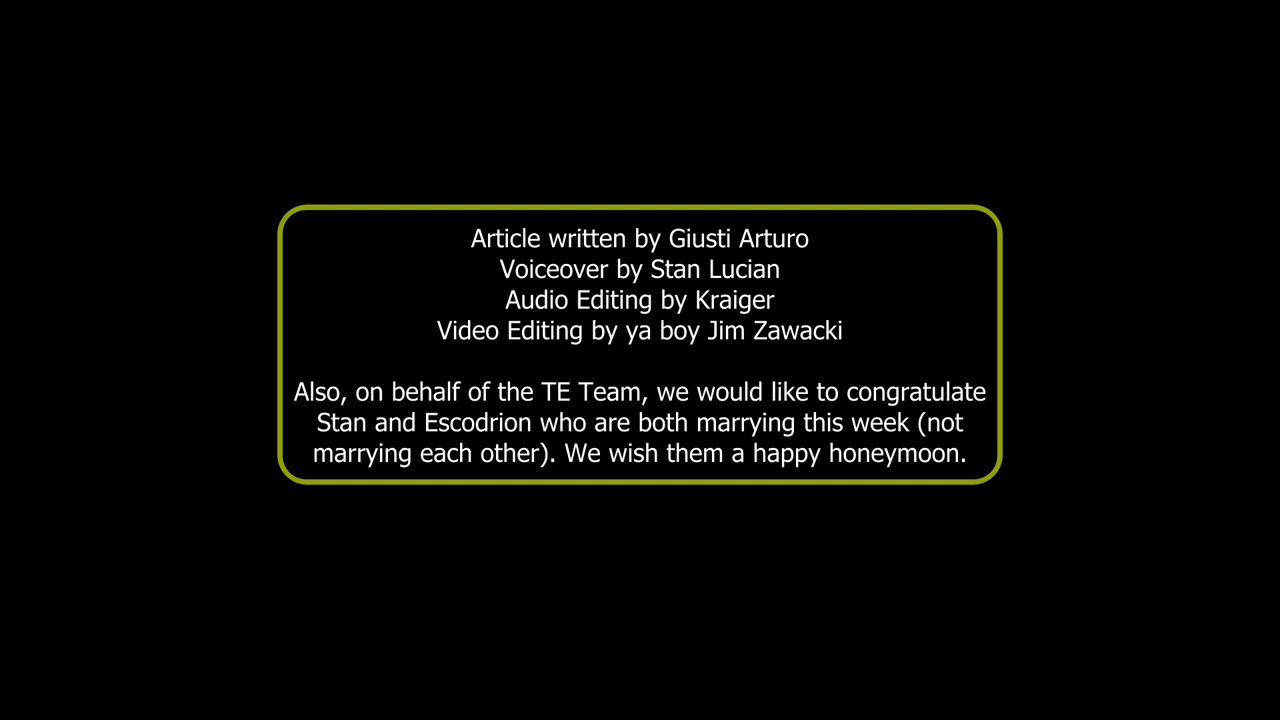 Article written by Giusti Arturo
Voiceover by Stan Lucian
Audio Editing by Kraiger
Video Editing by ya boy Jim Zawacki
Also, on behalf of the TE Team, we would like to congratulate
Stan and Escodrion who are both marrying this week (not
marrying each other). We wish them a happy honeymoon.